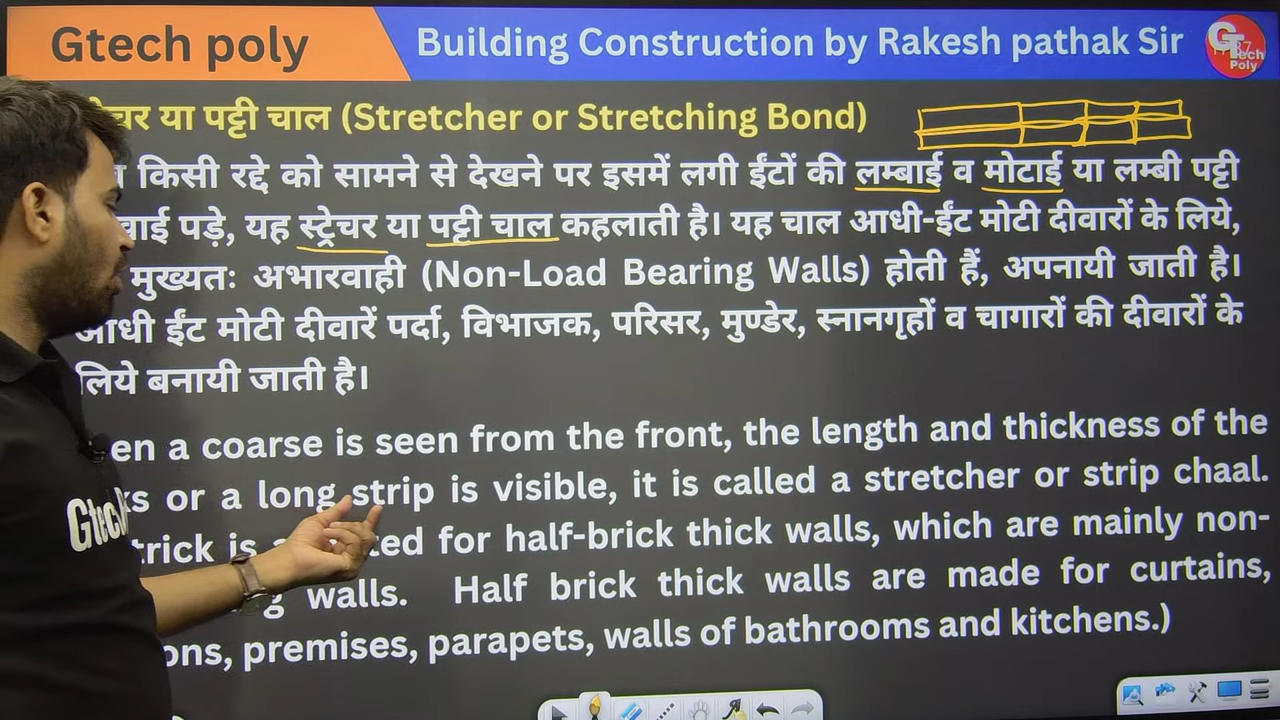 Gtech poly
Building Construction by Rakesh pathak Sir
GT Tech Poly
या पट्टी चाल (Stretcher or Stretching Bond)
किसी रद्दे को सामने से देखने पर इसमें लगी ईंटों की लम्बाई व मोटाई या लम्बी पट्टी
पड़े, यह स्ट्रेचर या पट्टी चाल कहलाता है। यह चाल आधी-ईंट मोटी दीवारों के लिये,
मुख्यतः अभारवाही (Non-Load Bearing Walls) होती हैं, अपनायी जाती है।
आधी ईंट मोटी दीवारें पर्दा, विभाजक, परिसर, मुण्डेर, स्नानगृहों व चागारों की दीवारों के
लिये बनायी जाती है।
a coarse is seen from the front, the length and thickness of the
or a long strip is visible, it is called a stretcher or strip chaal.
trick is for half-brick thick walls, which are mainly non-
walls. Half brick thick walls are made for curtains,
premises, parapets, walls of bathrooms and kitchens.)
Gtech